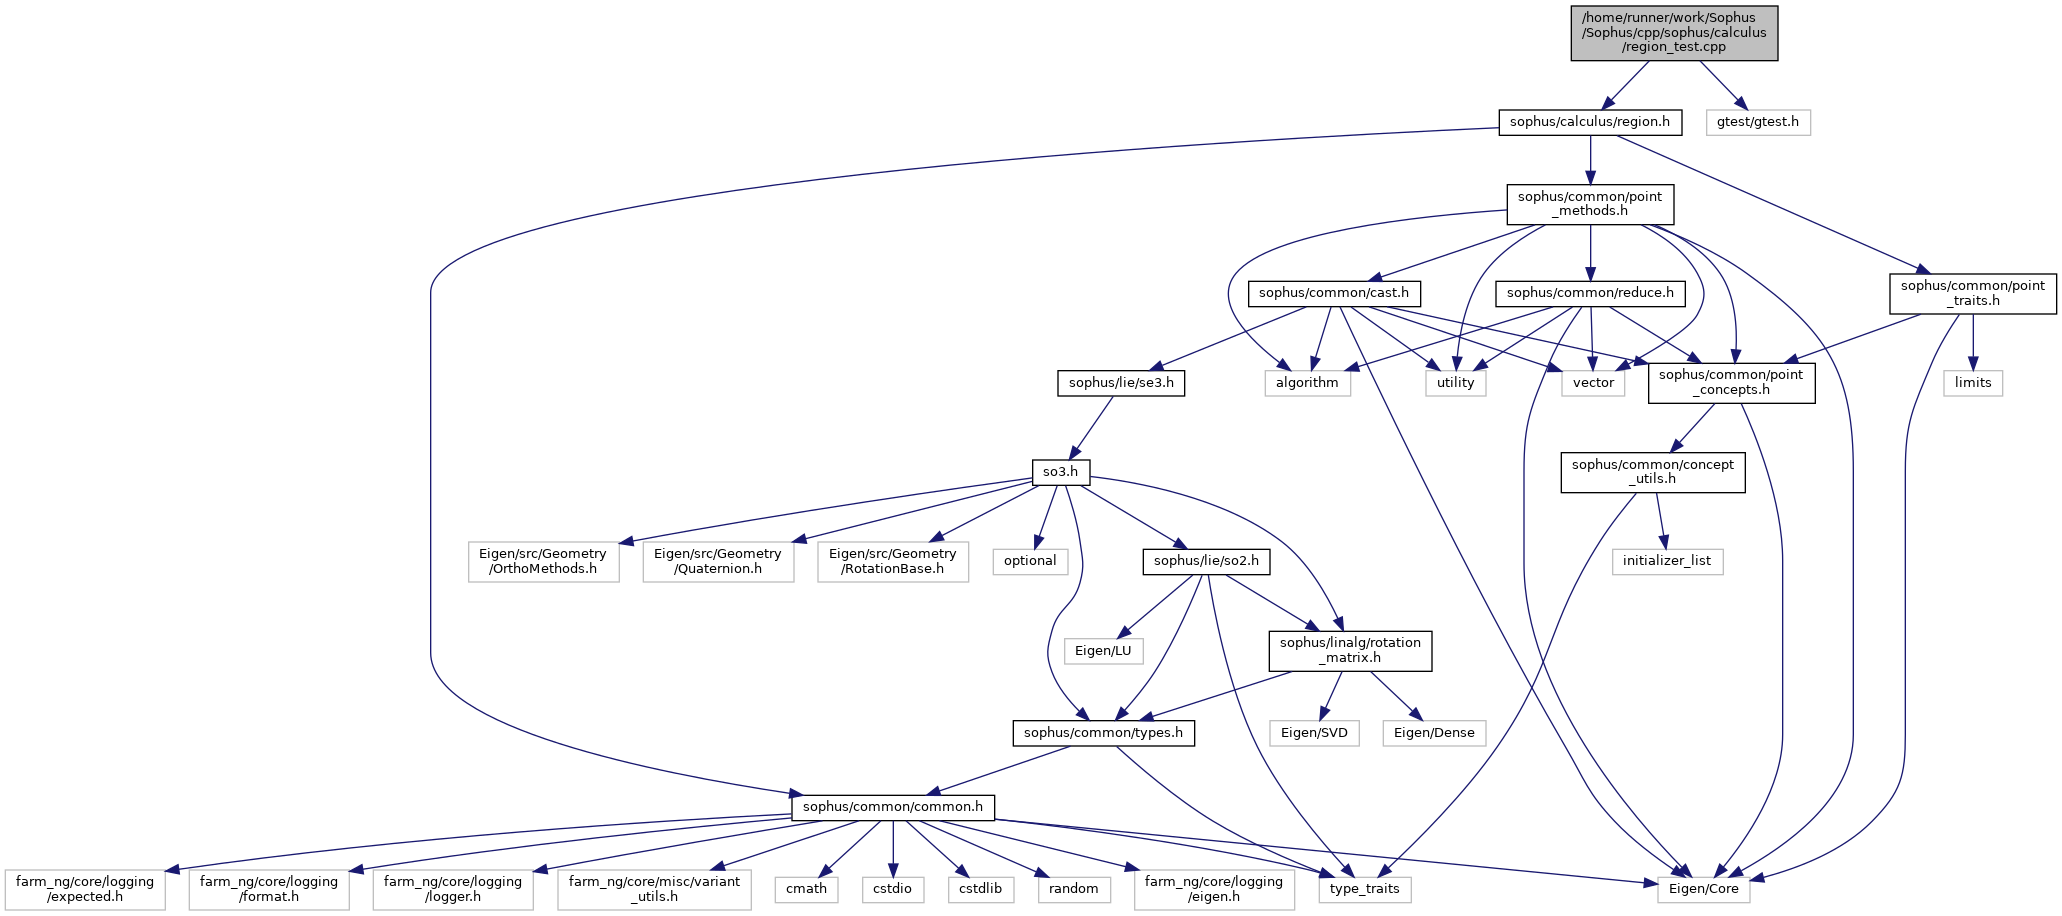 /home/runner/work/Sophus
/Sophus/cpp/sophus/calculus
/region_test.cpp
sophus/calculus/region.h
gtest/gtest.h
sophus/common/point
_methods.h
sophus/common/cast.h
sophus/common/reduce.h
sophus/common/point
_traits.h
sophus/lie/se3.h
algorithm
utility
vector
sophus/common/point
_concepts.h
limits
so3.h
sophus/common/concept
_utils.h
Eigen/src/Geometry
/OrthoMethods.h
Eigen/src/Geometry
/Quaternion.h
Eigen/src/Geometry
/RotationBase.h
optional
sophus/lie/so2.h
initializer_list
Eigen/LU
sophus/linalg/rotation
_matrix.h
sophus/common/types.h
Eigen/SVD
Eigen/Dense
sophus/common/common.h
farm_ng/core/logging
/expected.h
farm_ng/core/logging
/format.h
farm_ng/core/logging
/logger.h
farm_ng/core/misc/variant
_utils.h
cmath
cstdio
cstdlib
random
farm_ng/core/logging
/eigen.h
type_traits
Eigen/Core